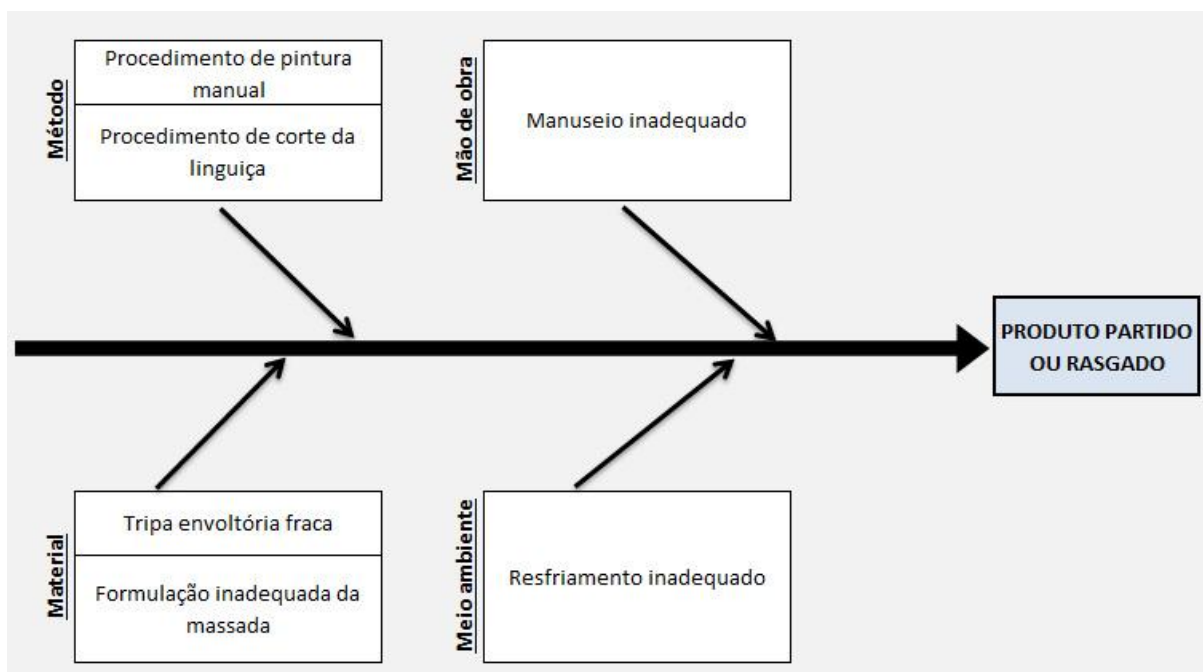 Método
Procedimento de pintura
manual
Procedimento de corte da
linguiça
Mão de obra
Manuseio inadequado
PRODUTO PARTIDO
OU RASGADO
Material
Tripa envoltória fraca
Formulação inadequada da
massada
Meio ambiente
Resfriamento inadequado